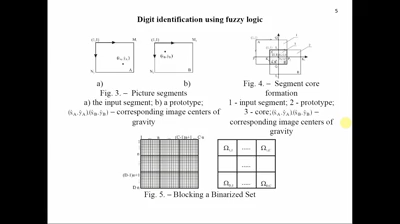 5
Digit identification using fuzzy logic
a) b)
Fig. 3. – Picture segments
a) the input segment; b) a prototype;
corresponding image centers of
gravity
Fig. 4. – Segment core
formation
1 - input segment; 2 - prototype;
3 - core;
corresponding image centers of
gravity
Fig. 5. – Blocking a Binarized Set